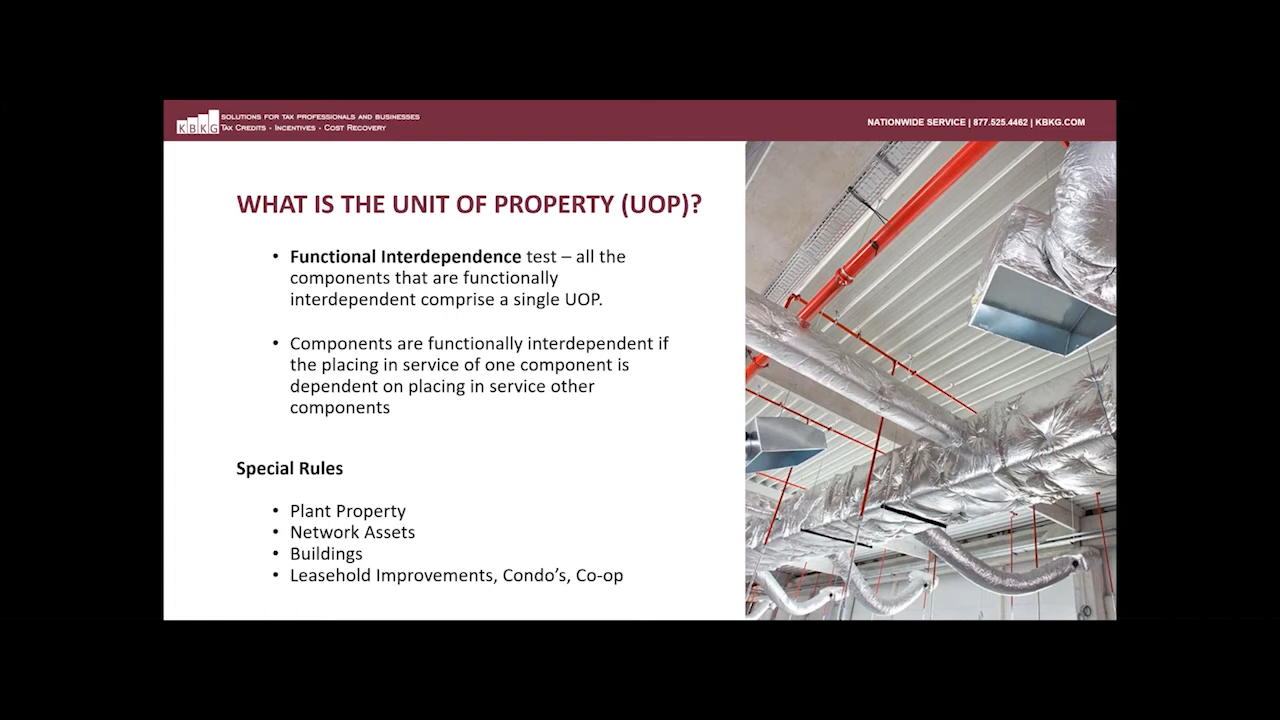 KBKG
SOLUTIONS FOR TAX PROFESSIONALS AND BUSINESSES
TAX CREDITS - INCENTIVES - COST RECOVERY
NATIONWIDE SERVICE | 877.525.4462 | KBKG.COM
WHAT IS THE UNIT OF PROPERTY (UOP)?
• Functional Interdependence test – all the
components that are functionally
interdependent comprise a single UOP.
• Components are functionally interdependent if
the placing in service of one component is
dependent on placing in service other
components
Special Rules
• Plant Property
• Network Assets
• Buildings
• Leasehold Improvements, Condo’s, Co-op